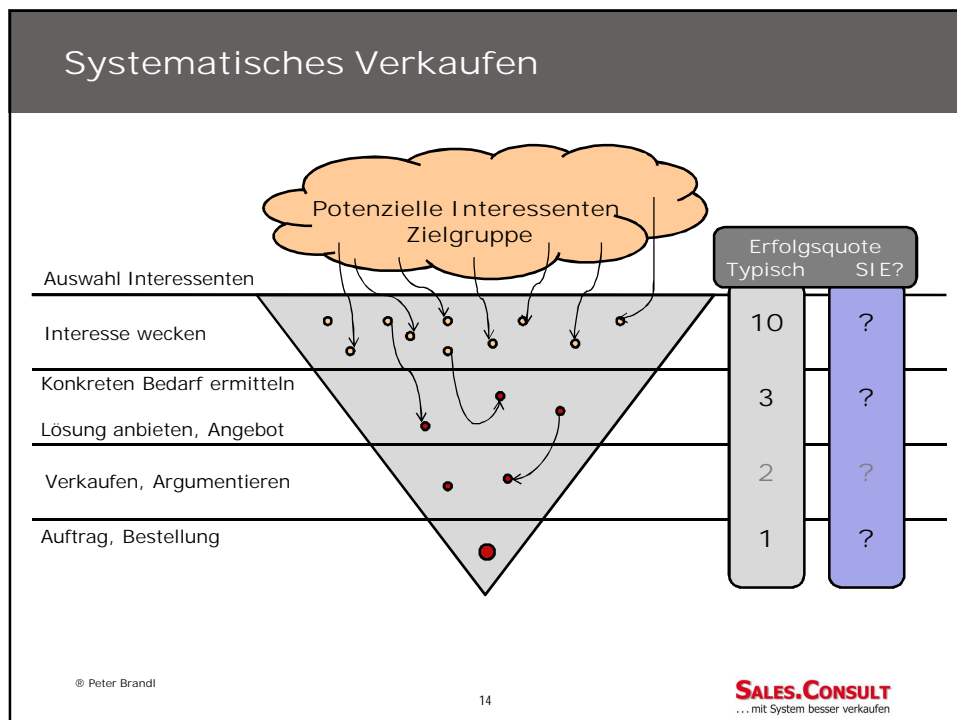 Systematisches Verkaufen
Potenzielle Interessenten
Zielgruppe
Erfolgsquote
Typisch SIE?
Auswahl Interessenten
Interesse wecken
10 ?
Konkreten Bedarf ermitteln
3 ?
Lösung anbieten, Angebot
Verkaufen, Argumentieren
2 ?
Auftrag, Bestellung
1 ?
® Peter Brandl
14
SALES.CONSULT
...mit System besser verkaufen